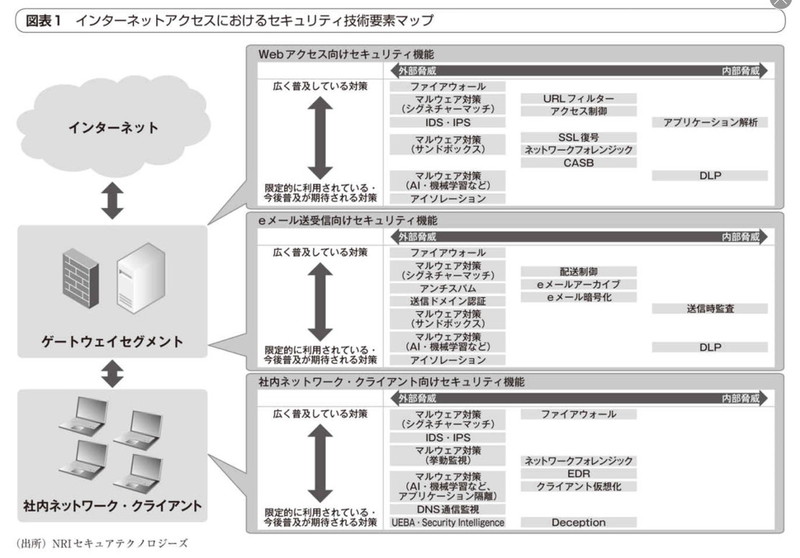 図表1 インターネットアクセスにおけるセキュリティ技術要素マップ
インターネット
ゲートウェイセグメント
社内ネットワーク・クライアント
Webアクセス向けセキュリティ機能
外部脅威
内部脅威
広く普及している対策
限定的に利用されている・
今後普及が期待される対策
ファイアウォール
マルウェア対策
(シグネチャーマッチ)
IDS・IPS
マルウェア対策
(サンドボックス)
マルウェア対策
(AI・機械学習など)
アイソレーション
URLフィルター
アクセス制御
SSL復号
ネットワークフォレンジック
CASB
アプリケーション解析
DLP
eメール送受信向けセキュリティ機能
外部脅威
内部脅威
広く普及している対策
限定的に利用されている・
今後普及が期待される対策
ファイアウォール
マルウェア対策
(シグネチャーマッチ)
アンチスパム
送信ドメイン認証
マルウェア対策
(サンドボックス)
マルウェア対策
(AI・機械学習など)
アイソレーション
配送制御
eメールアーカイブ
eメール暗号化
送信時監査
DLP
社内ネットワーク・クライアント向けセキュリティ機能
外部脅威
内部脅威
広く普及している対策
限定的に利用されている・
今後普及が期待される対策
マルウェア対策
(シグネチャーマッチ)
IDS・IPS
マルウェア対策
(挙動監視)
マルウェア対策
(AI・機械学習など、
アプリケーション隔離)
DNS通信監視
UEBA・Security Intelligence
ファイアウォール
ネットワークフォレンジック
EDR
クライアント仮想化
Deception
(出所)NRIセキュアテクノロジーズ